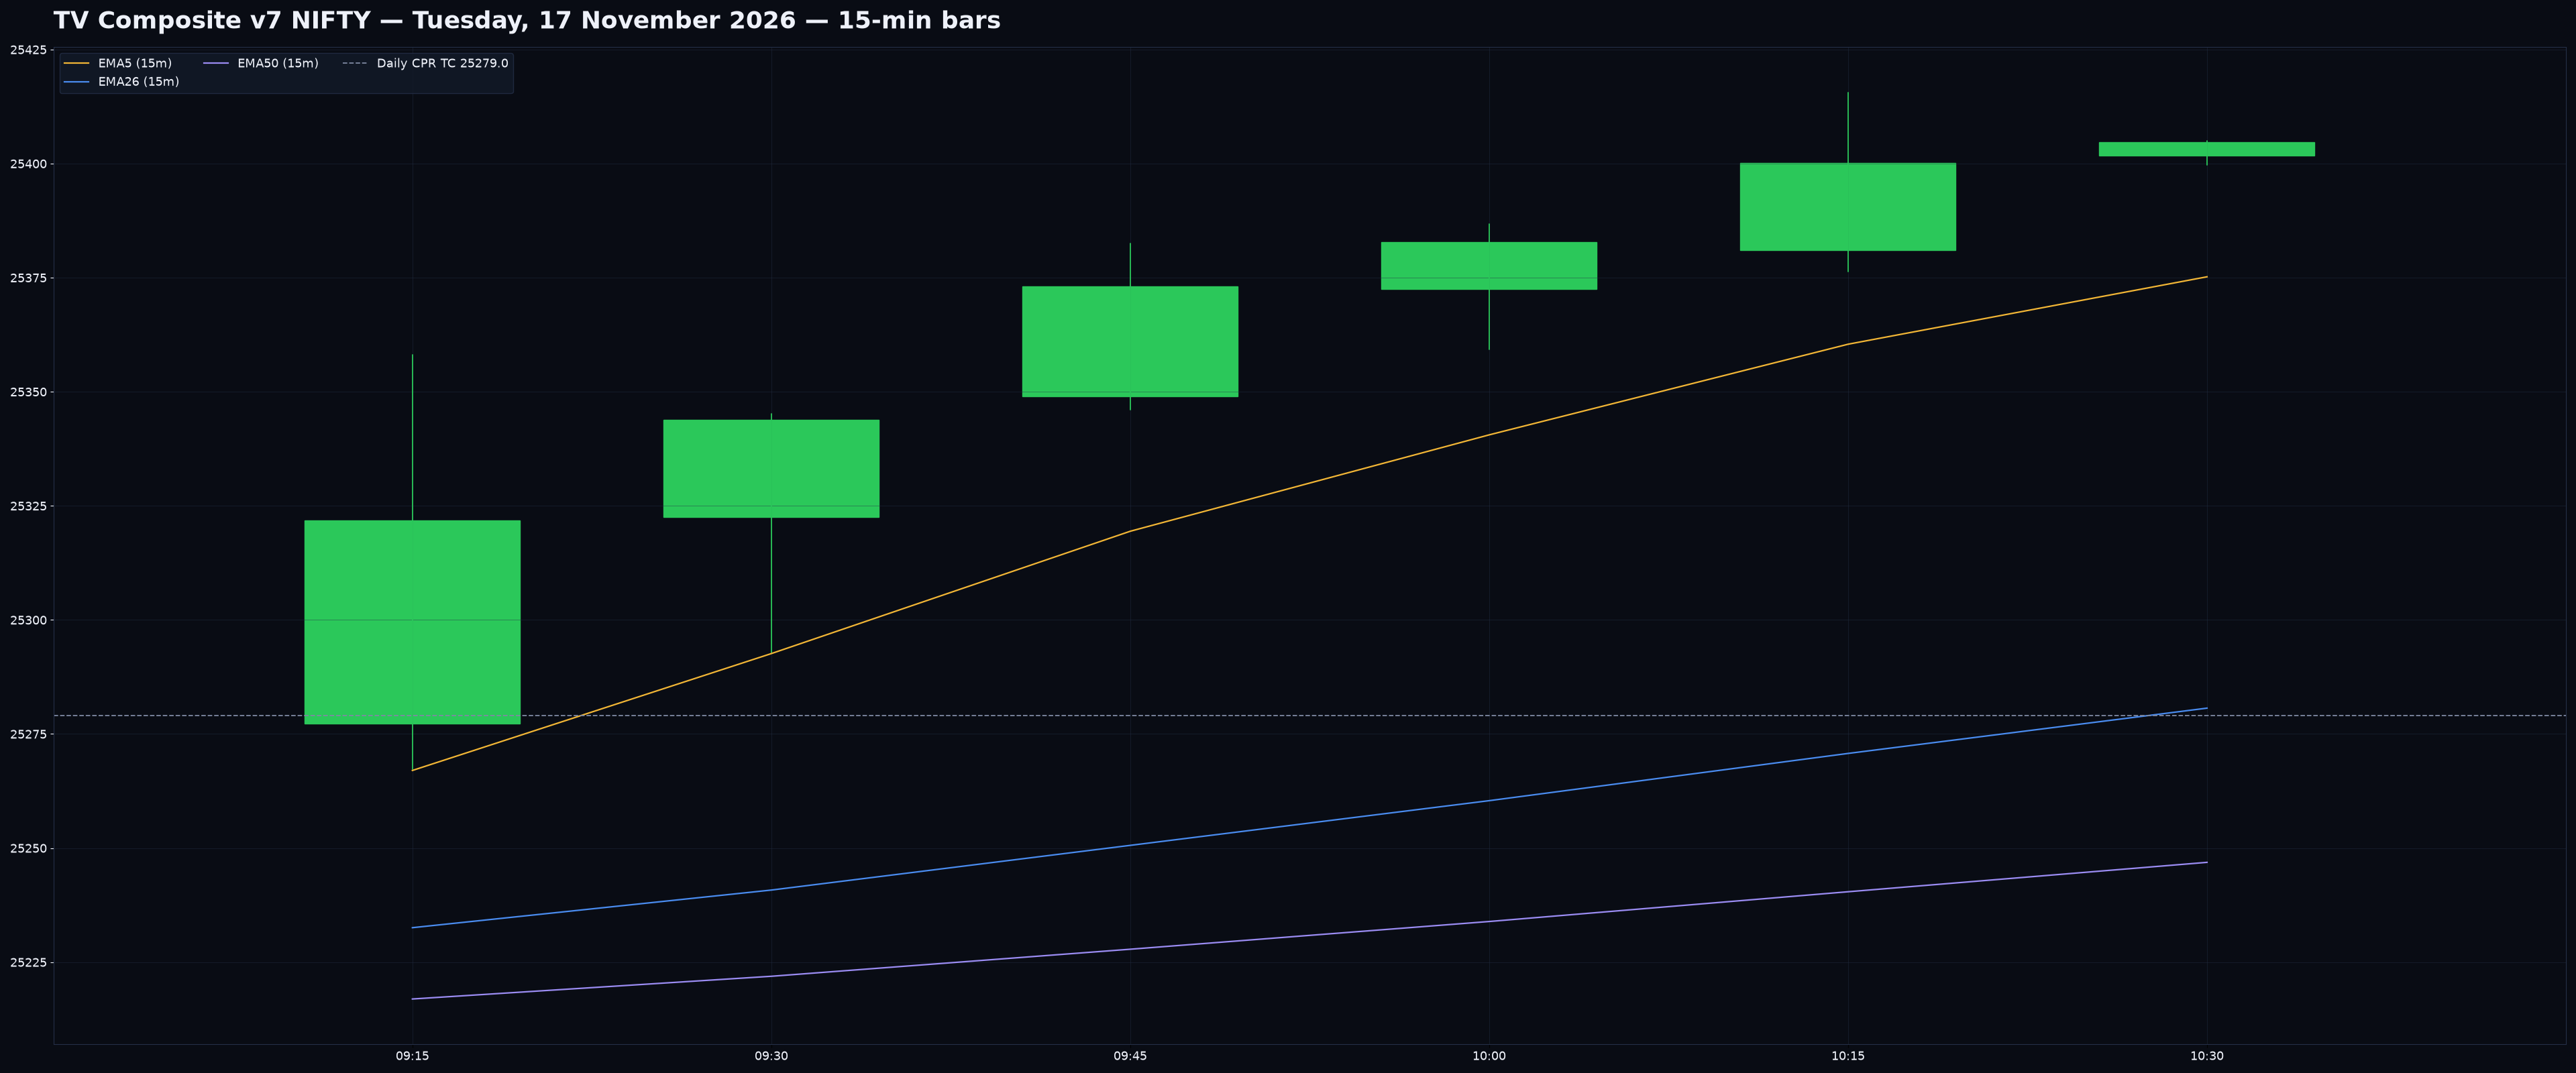 TV Composite v7 NIFTY — Tuesday, 17 November 2026 — 15-min bars
EMA5 (15m) EMA50 (15m) Daily CPR TC 25279.0
EMA26 (15m)
25425
25400
25375
25350
25325
25300
25275
25250
25225
09:15 09:30 09:45 10:00 10:15 10:30